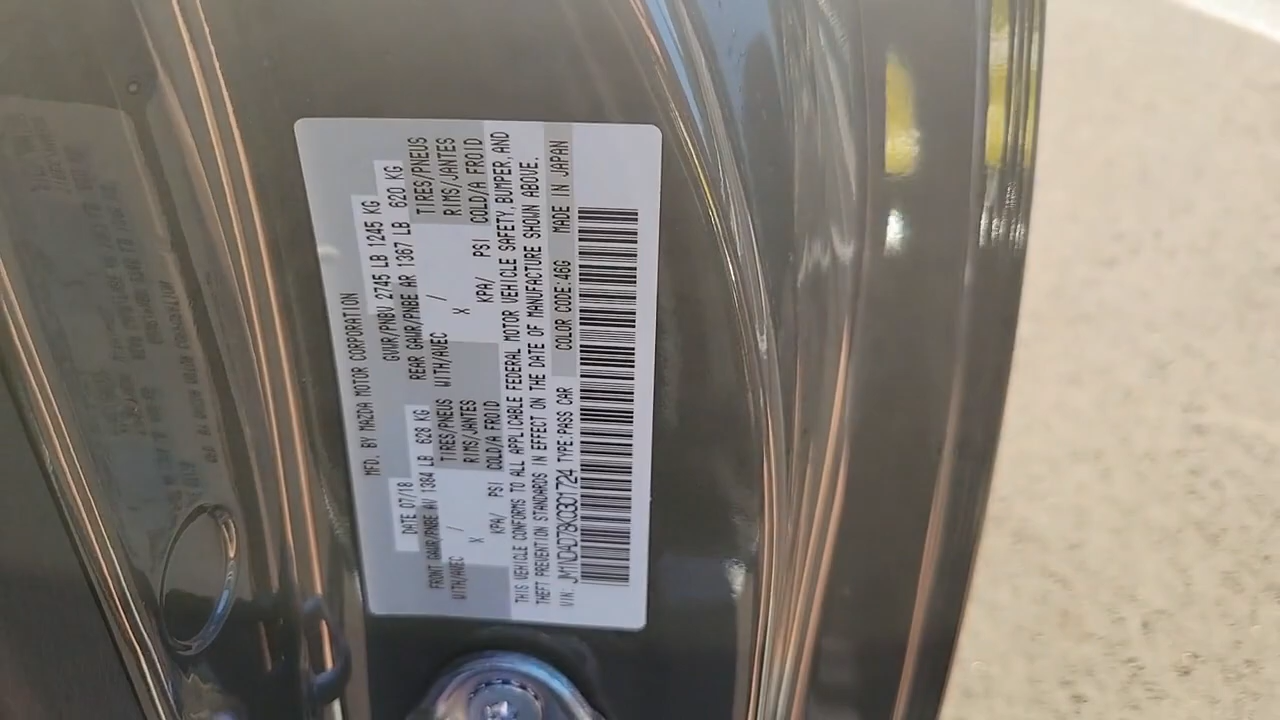 MFD. BY MAZDA MOTOR CORPORATION
DATE 07/18 GVWR/PNBV 2745 LB 1245 KG
FRONT GAWR/PNBE AV 1384 LB 628 KG REAR GAWR/PNBE AR 1367 LB 620 KG
WITH/AVEC / TIRES/PNEUS WITH/AVEC / TIRES/PNEUS
X RIMS/JANTES X RIMS/JANTES
KPA/ PSI COLD/A FROID KPA/ PSI COLD/A FROID
THIS VEHICLE CONFORMS TO ALL APPLICABLE FEDERAL MOTOR VEHICLE SAFETY, BUMPER, AND
THEFT PREVENTION STANDARDS IN EFFECT ON THE DATE OF MANUFACTURE SHOWN ABOVE.
VIN. JM1NDAD78K0301724 TYPE:PASS CAR COLOR CODE:46G MADE IN JAPAN